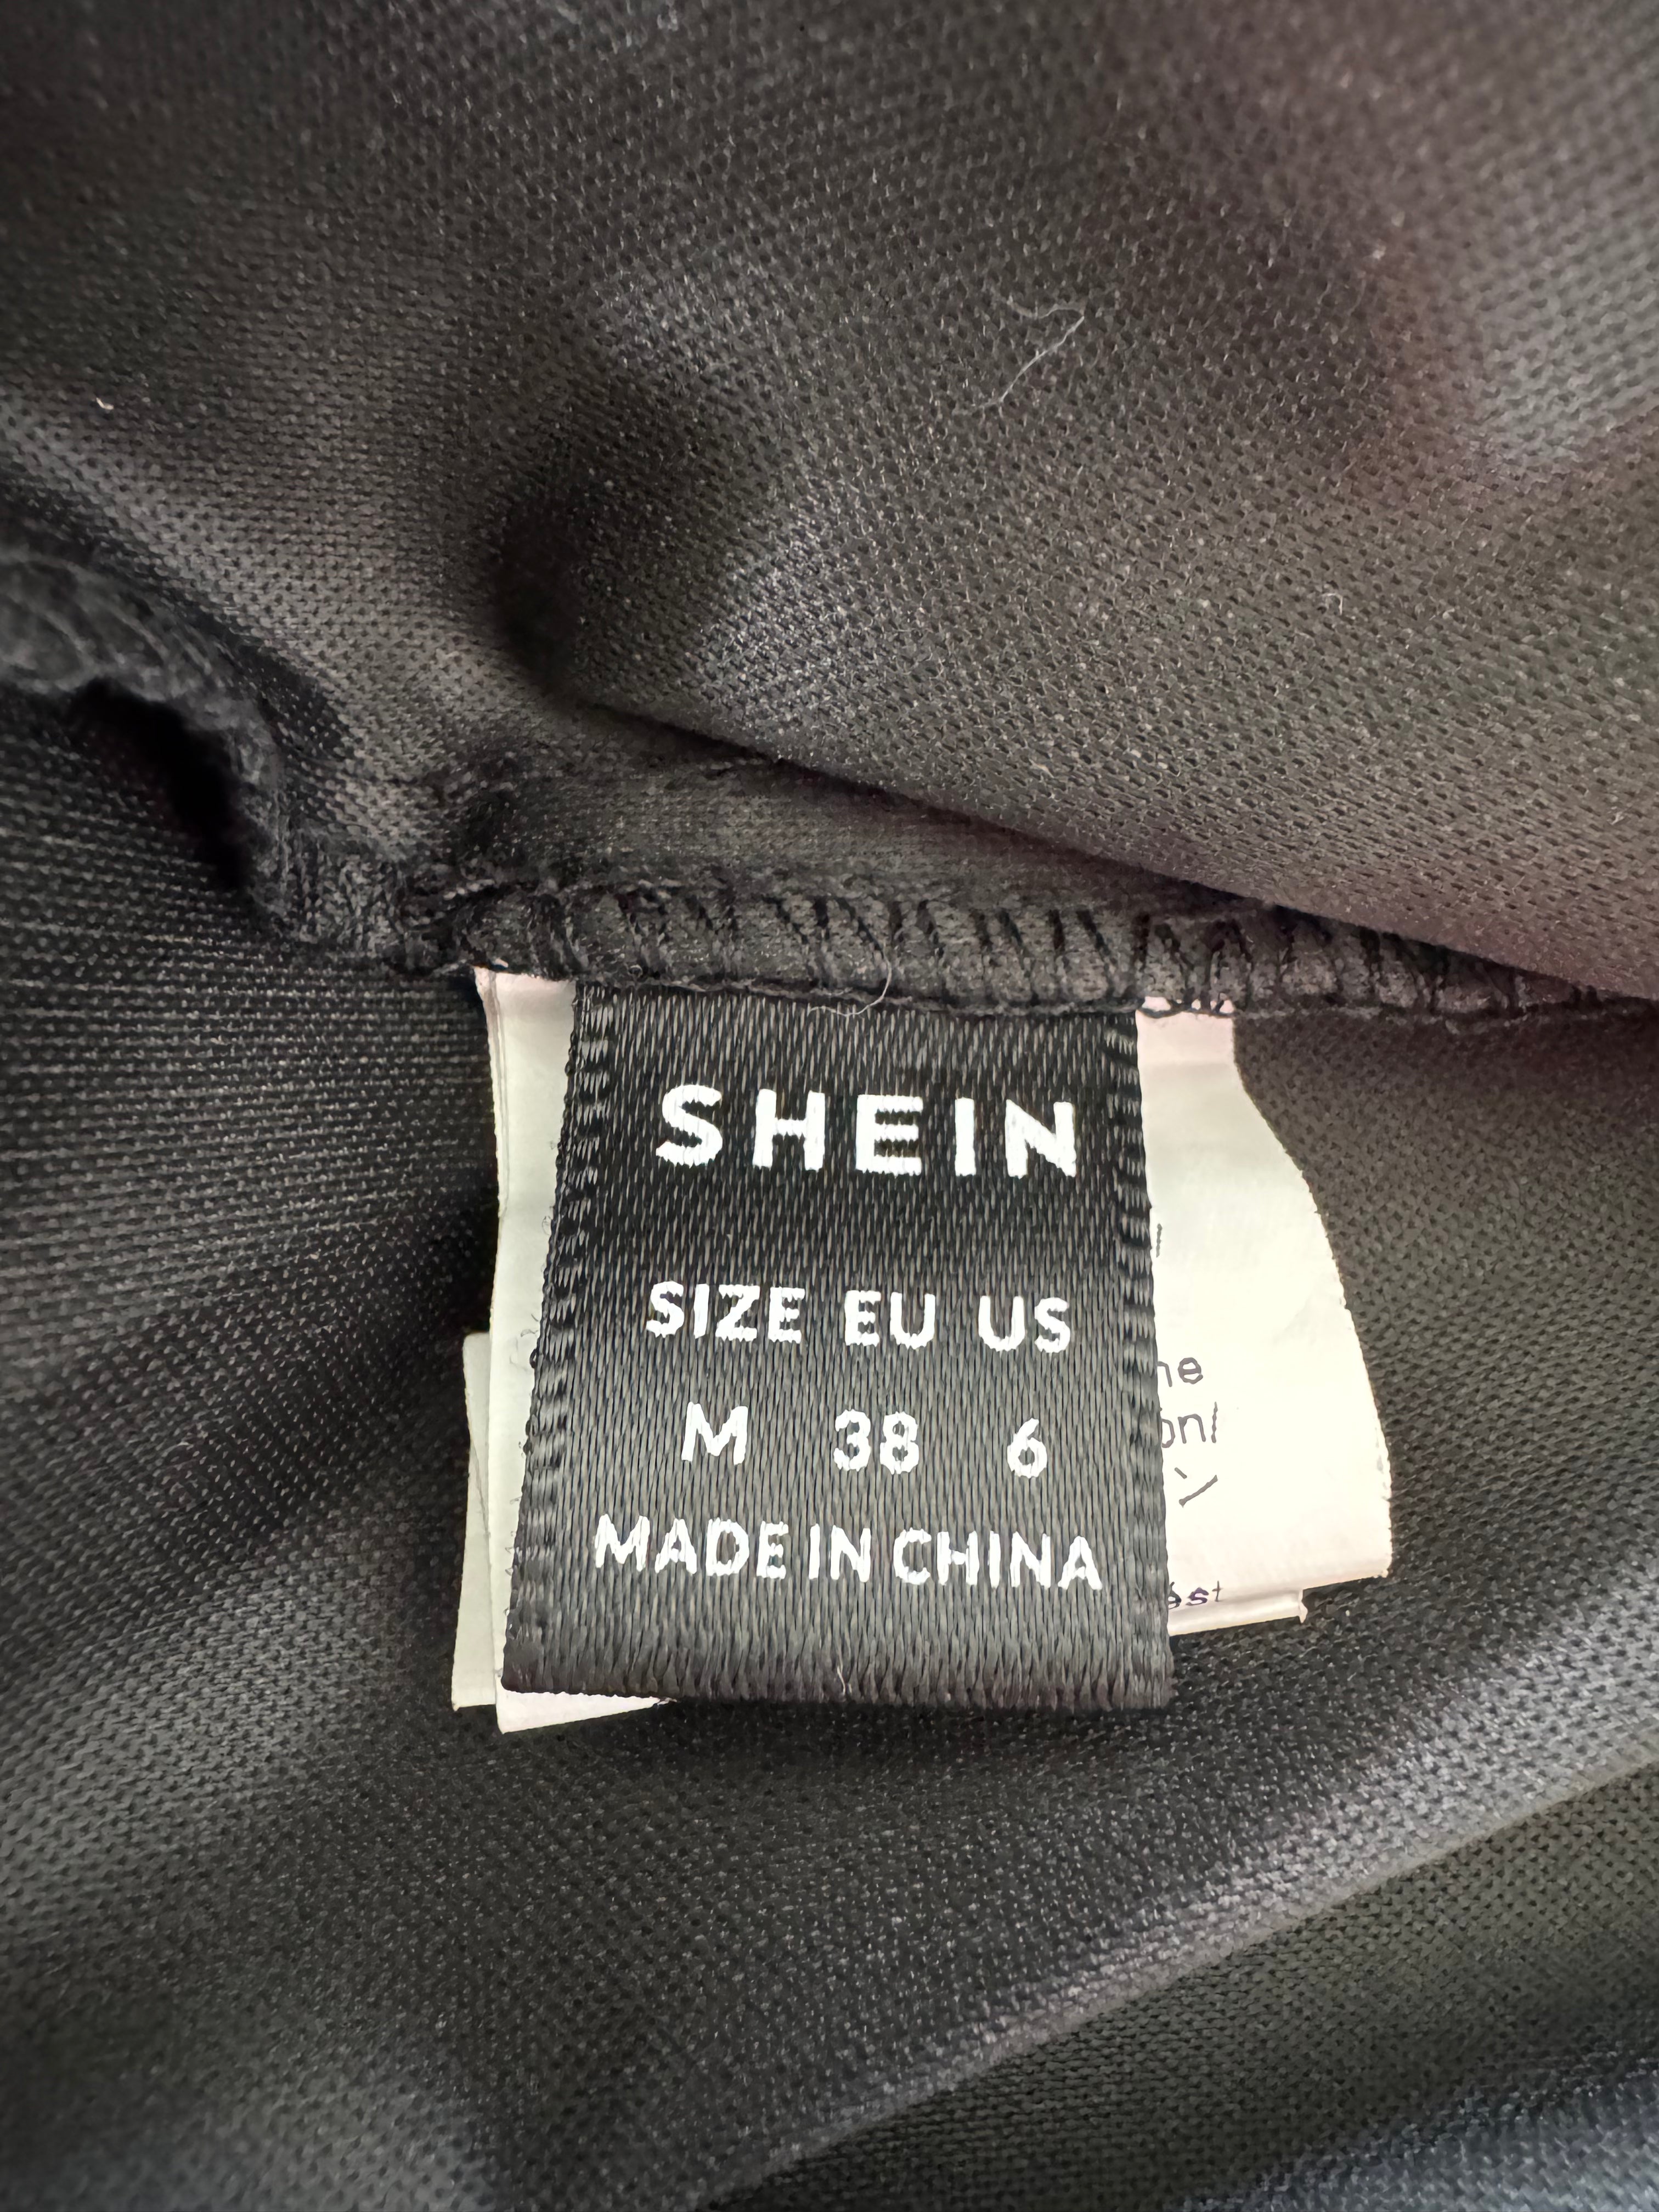 SHEIN
SIZE EU US
M 38 6
MADE IN CHINA